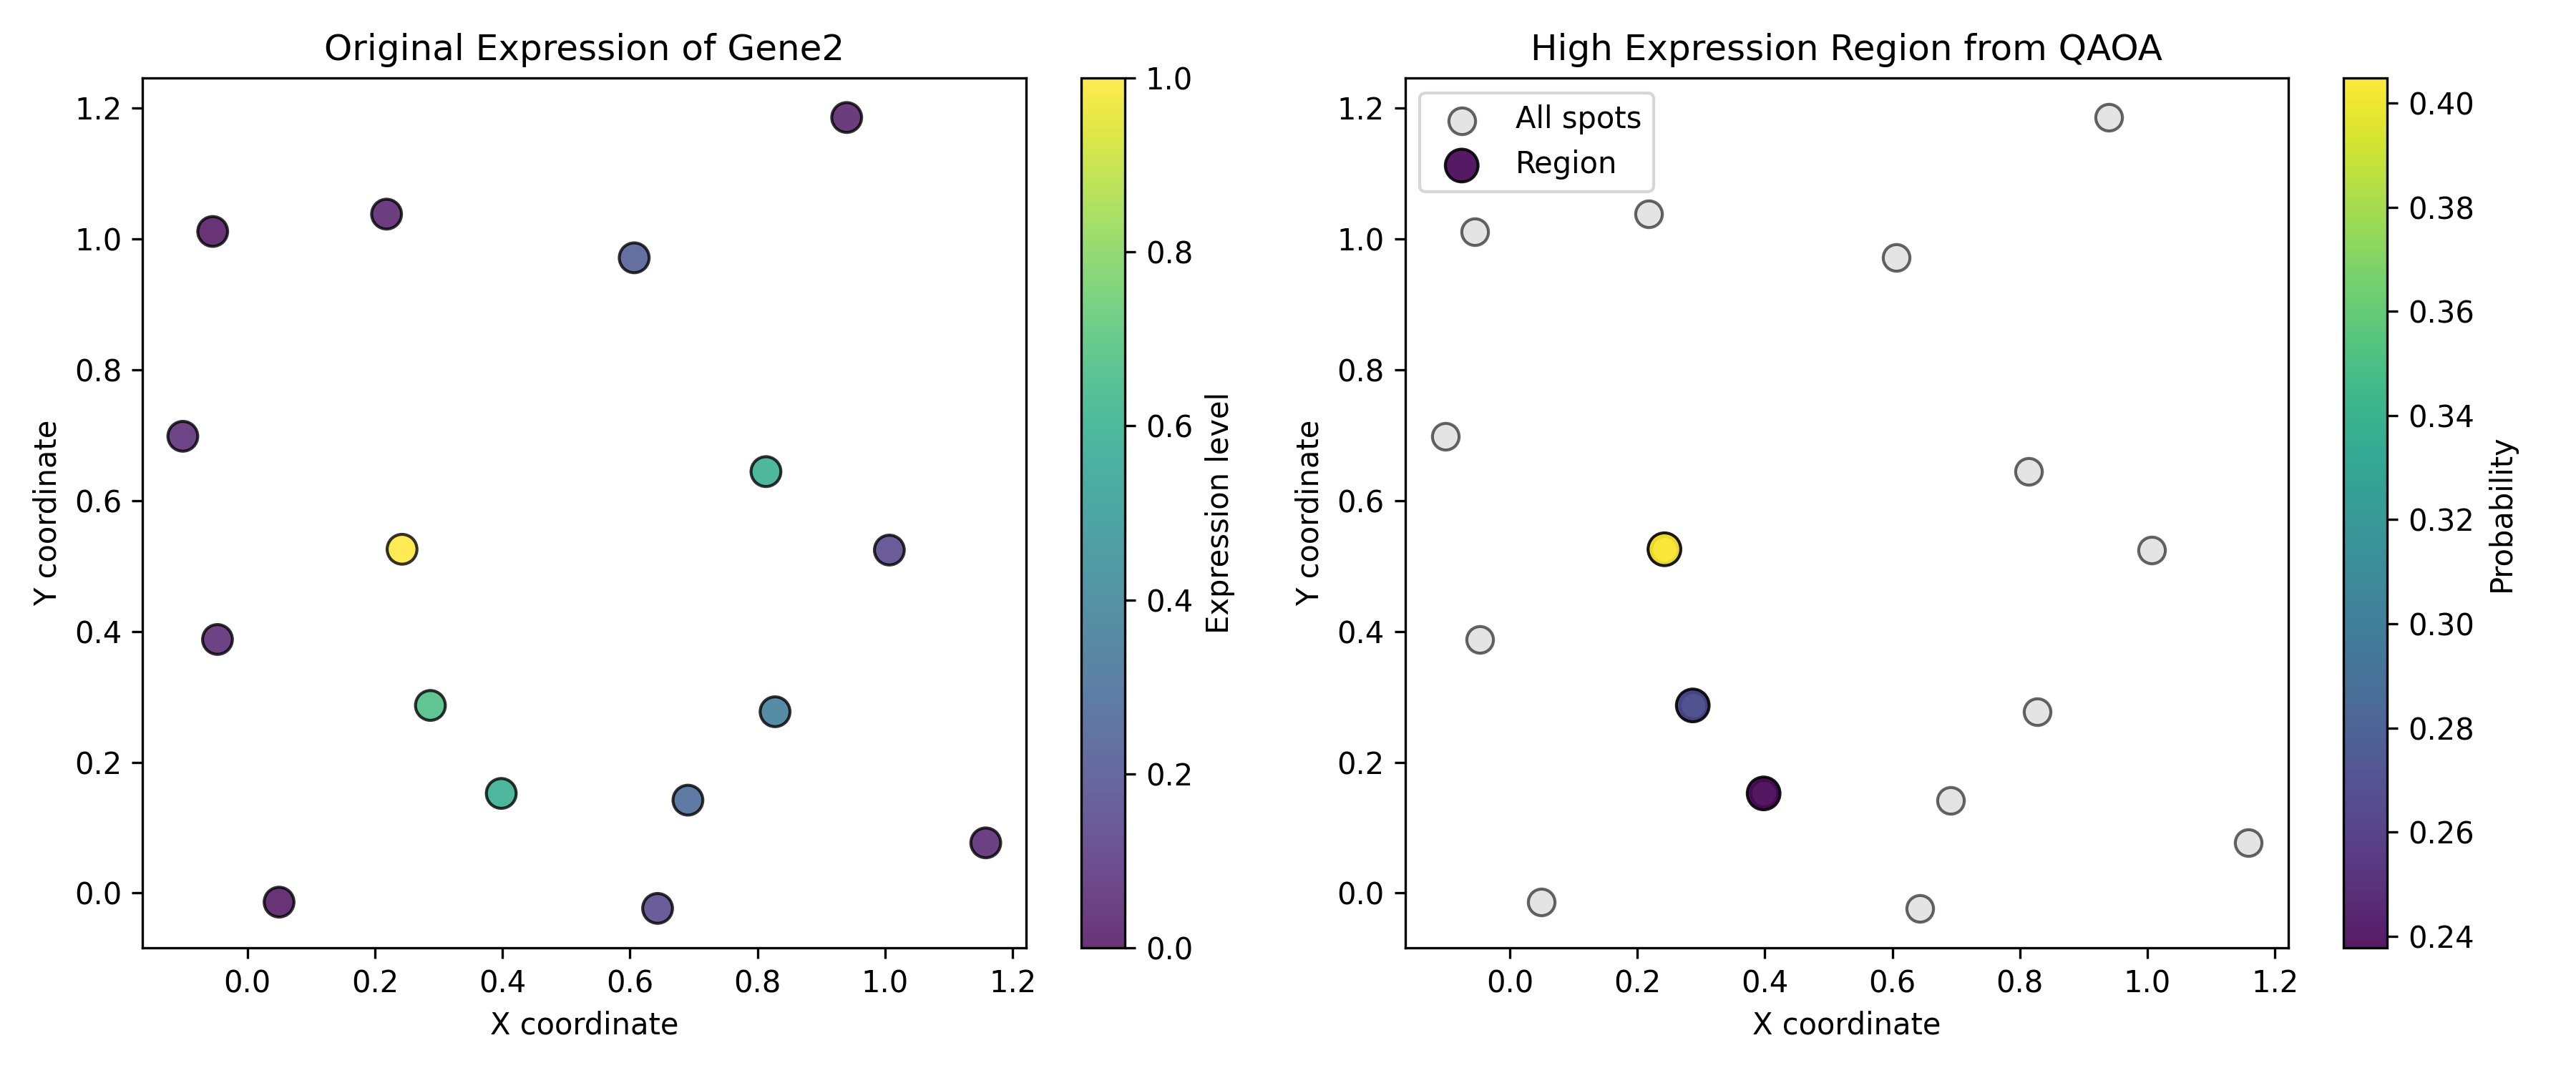 Original Expression of Gene2
1.2
1.0
0.8
0.6
0.4
0.2
0.0
Y coordinate
0.0 0.2 0.4 0.6 0.8 1.0 1.2
X coordinate
1.0
0.8
0.6
0.4
0.2
0.0
Expression level
High Expression Region from QAOA
All spots
Region
1.2
1.0
0.8
0.6
0.4
0.2
0.0
Y coordinate
0.0 0.2 0.4 0.6 0.8 1.0 1.2
X coordinate
0.40
0.38
0.36
0.34
0.32
0.30
0.28
0.26
0.24
Probability